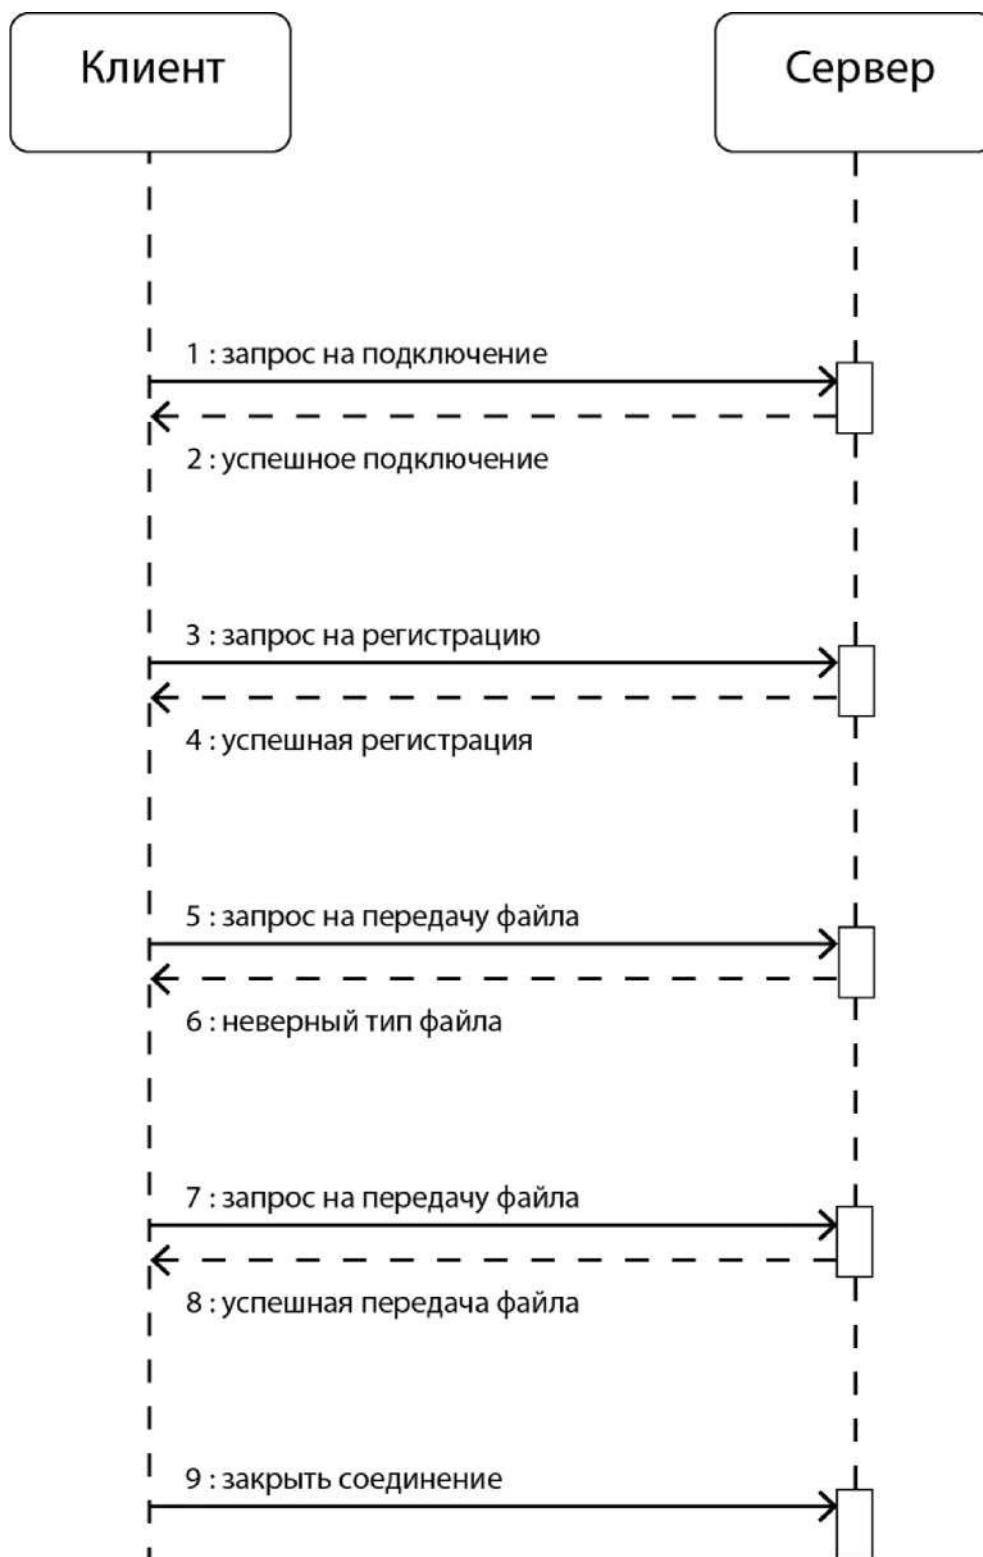 Клиент
Сервер
1 : запрос на подключение
2 : успешное подключение
3 : запрос на регистрацию
4 : успешная регистрация
5 : запрос на передачу файла
6 : неверный тип файла
7 : запрос на передачу файла
8 : успешная передача файла
9 : закрыть соединение